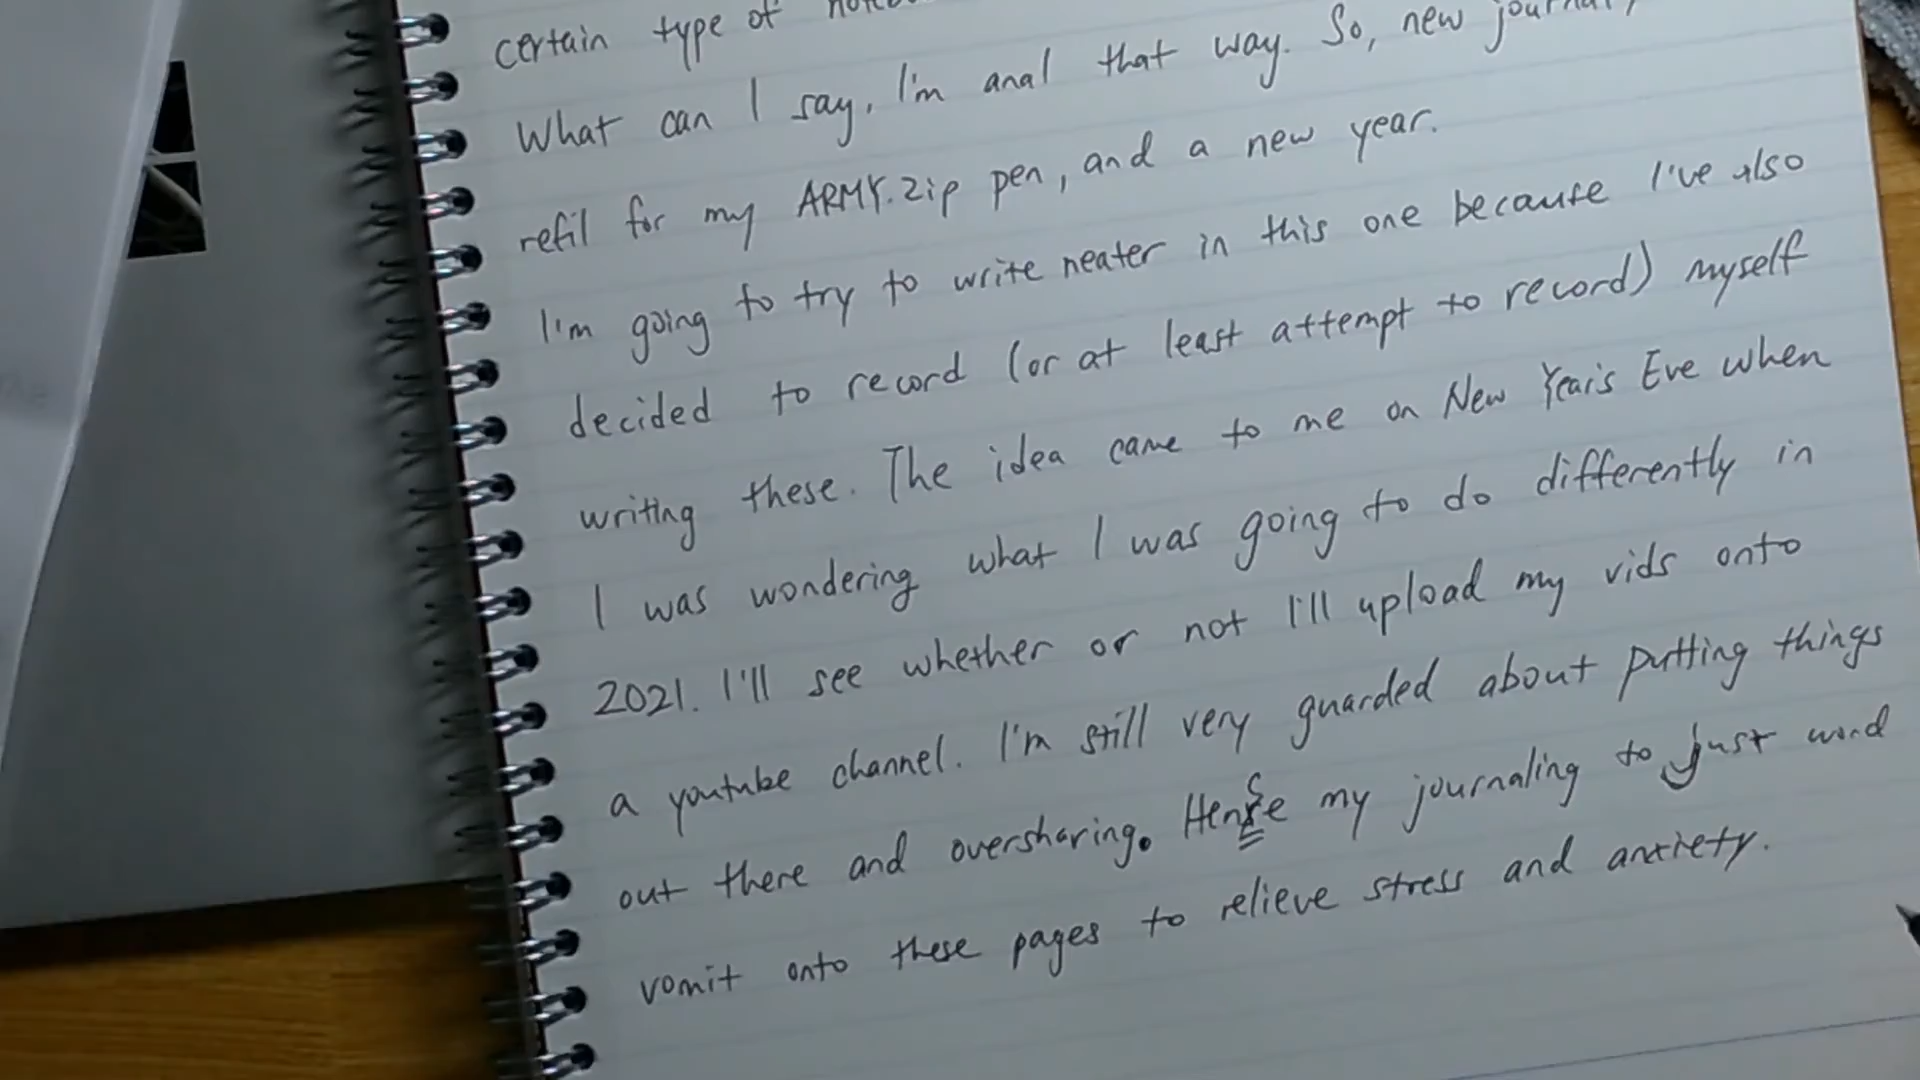 certain type of
What can I say, I'm anal that way. So, new journal,
refil for my ARMY.zip pen, and a new year.
I'm going to try to write neater in this one because I've also
decided to record (or at least attempt to record) myself
writing these. The idea came to me on New Year's Eve when
I was wondering what I was going to do differently in
2021. I'll see whether or not I'll upload my vids onto
a youtube channel. I'm still very guarded about putting things
out there and oversharing. Hence my journaling to just word
vomit onto these pages to relieve stress and anxiety.